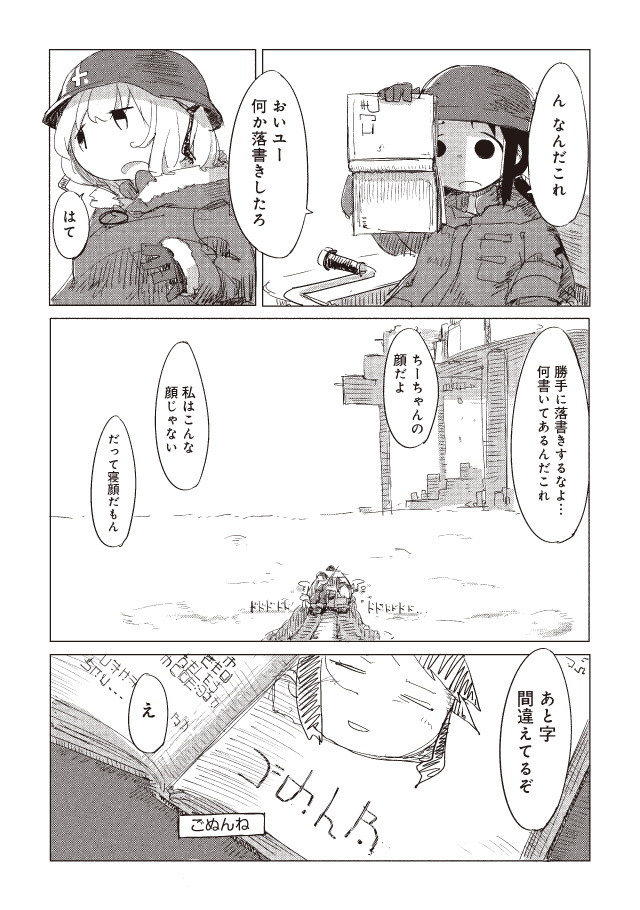 ん なんだこれ
おいユー
何か落書きしたろ
はて
勝手に落書きするなよ…
何書いてあるんだこれ
ちーちゃんの
顔だよ
私はこんな
顔じゃない
だって寝顔だもん
あと字
間違えてるぞ
え
ごぬんね